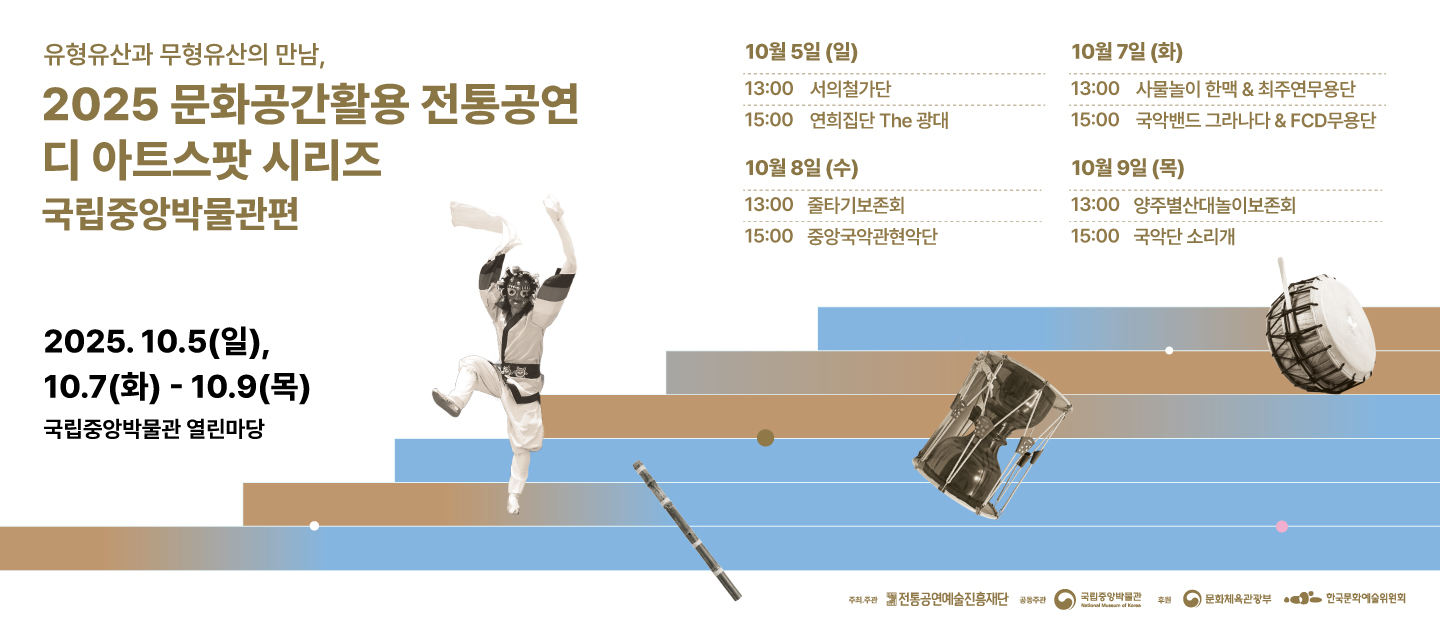 유형유산과 무형유산의 만남,
2025 문화공간활용 전통공연
디 아트스팟 시리즈
국립중앙박물관편
2025. 10.5(일),
10.7(화) - 10.9(목)
국립중앙박물관 열린마당
10월 5일 (일)
13:00 서의철가단
15:00 연희집단 The 광대
10월 7일 (화)
13:00 사물놀이 한맥 & 최주연무용단
15:00 국악밴드 그라나다 & FCD무용단
10월 8일 (수)
13:00 줄타기보존회
15:00 중앙국악관현악단
10월 9일 (목)
13:00 양주별산대놀이보존회
15:00 국악단 소리개
주최.주관 전통공연예술진흥재단 공동주관 국립중앙박물관 National Museum of Korea 후원 문화체육관광부 한국문화예술위원회